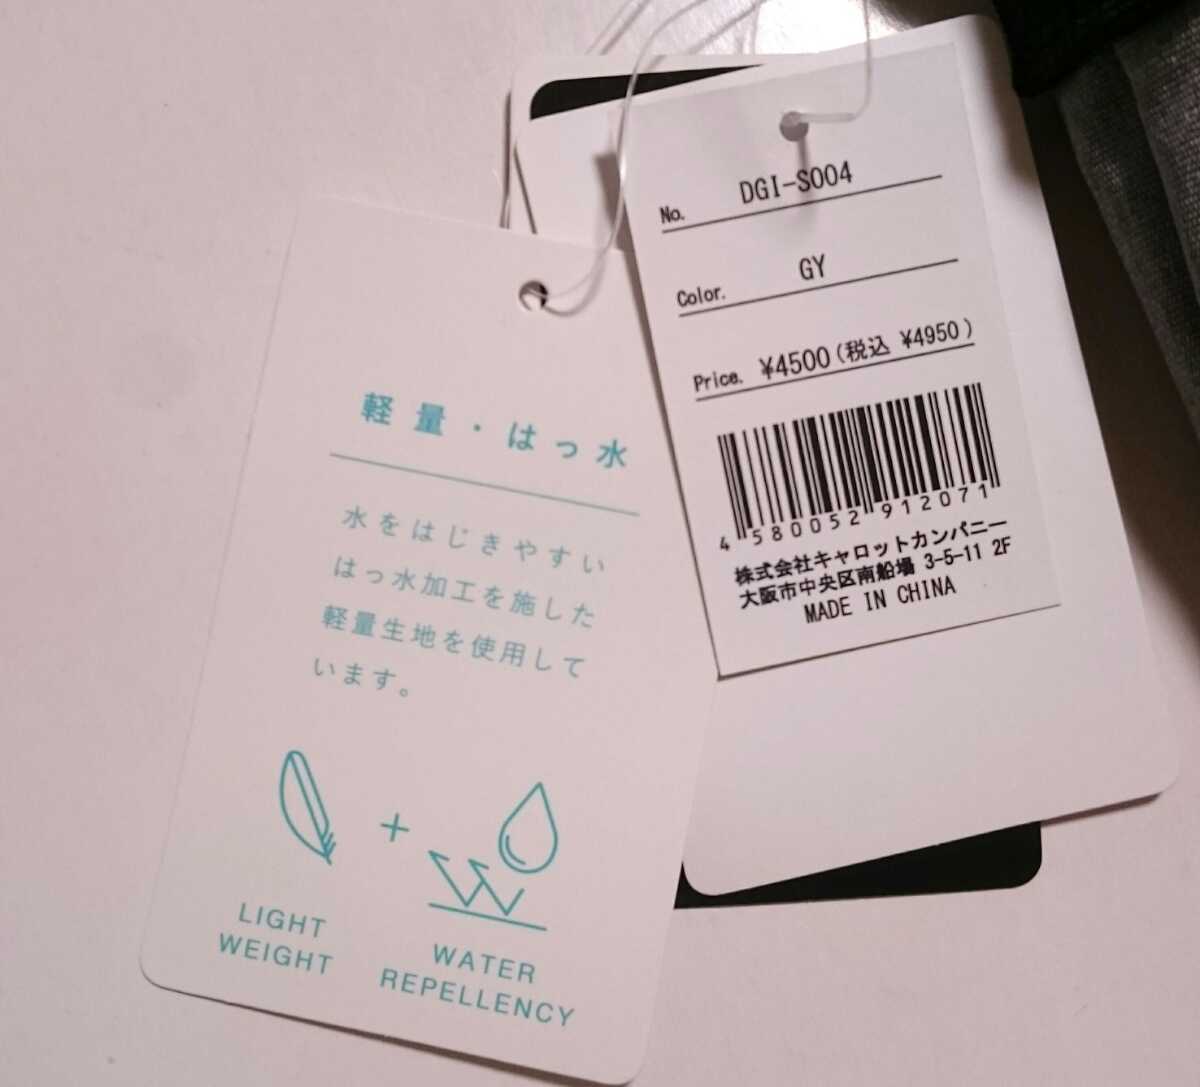 軽量・はっ水
水をはじきやすい
はっ水加工を施した
軽量生地を使用して
います。
+
LIGHT
WEIGHT
WATER
REPELLENCY
No. DGI-S004
Color. GY
Price. ¥4500(税込 ¥4950)
4 580052 912071
株式会社キャロットカンパニー
大阪市中央区南船場 3-5-11 2F
MADE IN CHINA